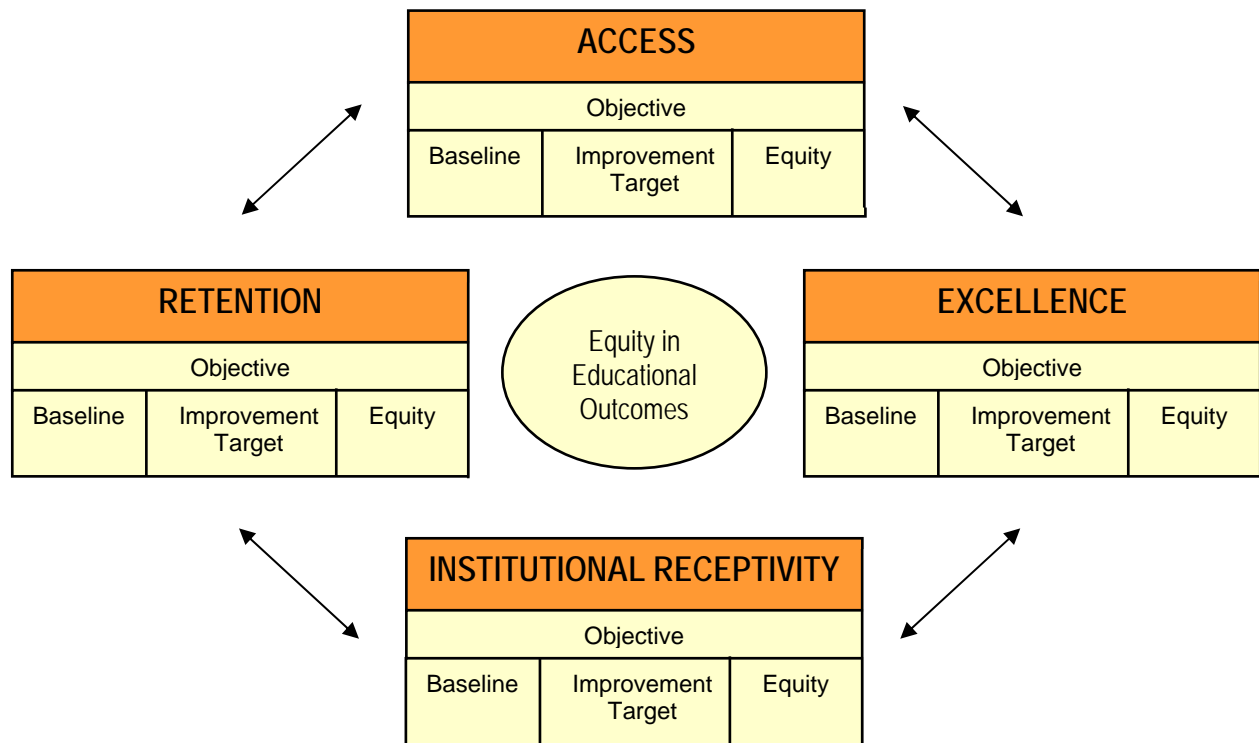 ACCESS
Objective
Baseline
Improvement
Target
Equity
RETENTION
Objective
Baseline
Improvement
Target
Equity
Equity in
Educational
Outcomes
EXCELLENCE
Objective
Baseline
Improvement
Target
Equity
INSTITUTIONAL RECEPTIVITY
Objective
Baseline
Improvement
Target
Equity